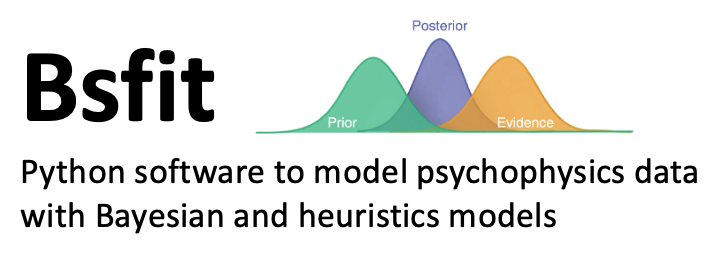 Bsfit
Posterior
Prior
Evidence
Python software to model psychophysics data
with Bayesian and heuristics models